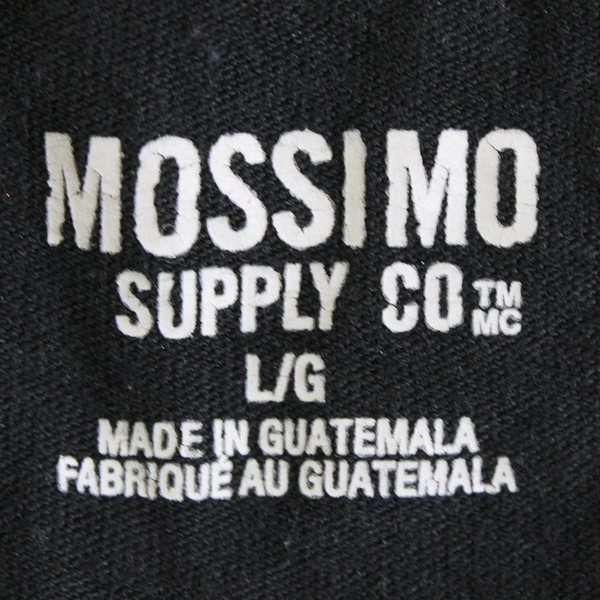 MOSSIMO
SUPPLY CO TM MC
L/G
MADE IN GUATEMALA
FABRIQUÉ AU GUATEMALA